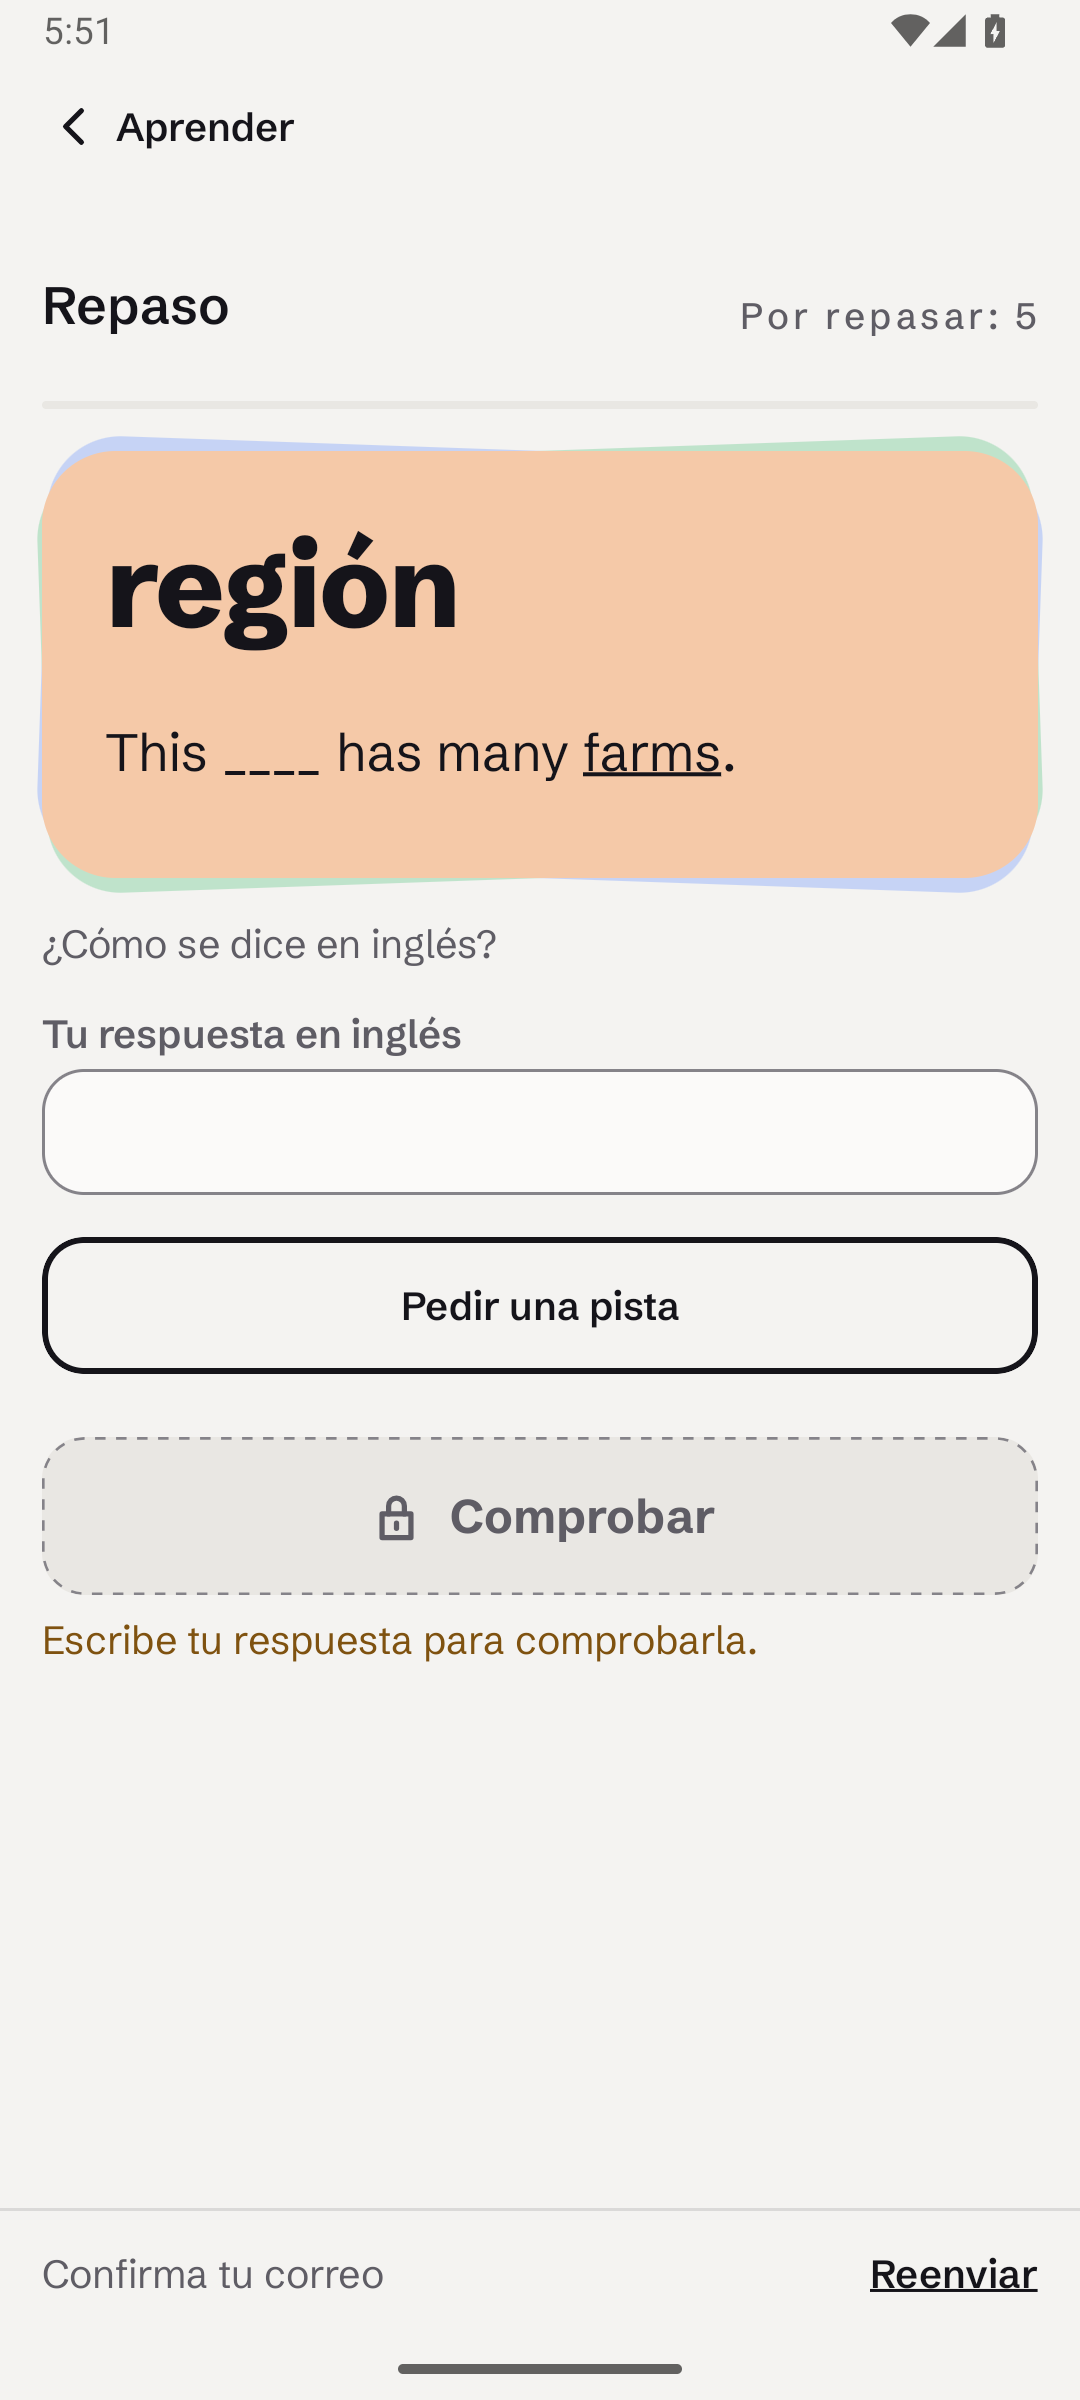 5:51
Aprender
Repaso
Por repasar: 5
región
This ____ has many farms.
¿Cómo se dice en inglés?
Tu respuesta en inglés
Pedir una pista
Comprobar
Escribe tu respuesta para comprobarla.
Confirma tu correo
Reenviar